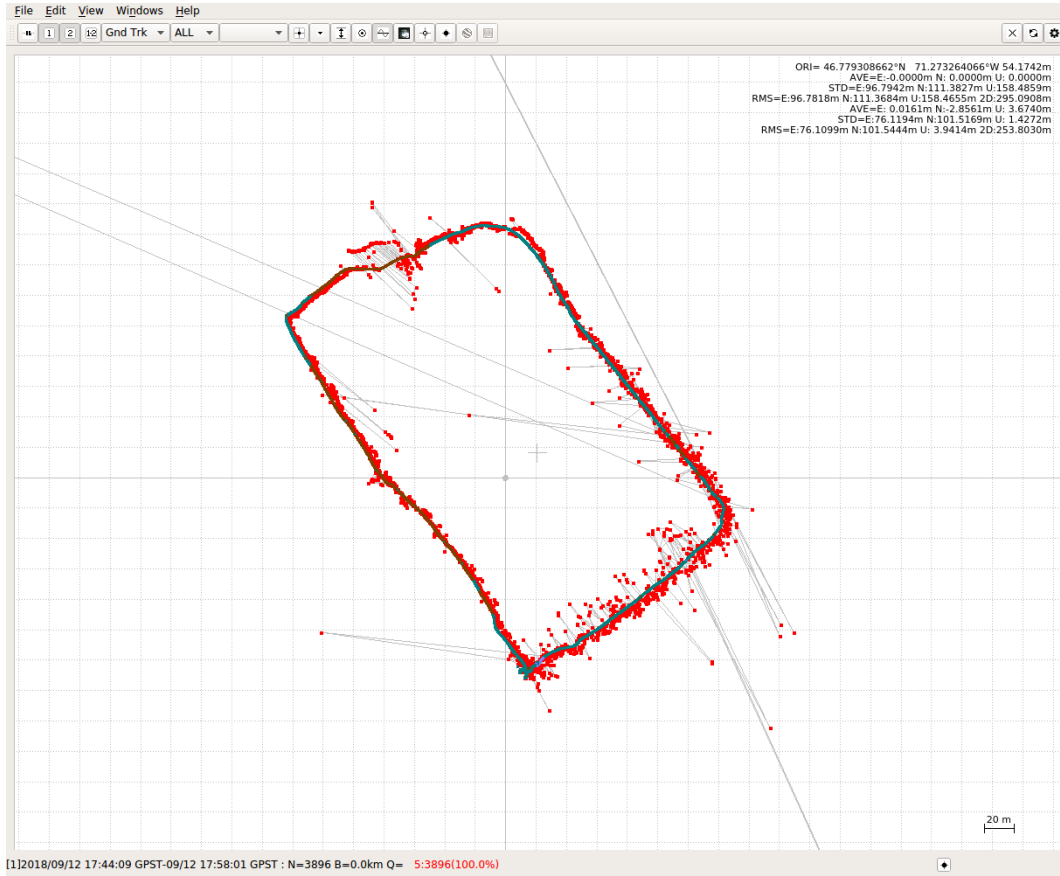 File Edit View Windows Help
1 2 1-2 Gnd Trk ALL
ORI= 46.779308662°N 71.273264066°W 54.1742m
AVE=E:-0.0000m N: 0.0000m U: 0.0000m
STD=E:96.7942m N:111.3827m U:158.4859m
RMS=E:96.7818m N:111.3684m U:158.4655m 2D:295.0908m
AVE=E: 0.0161m N:-2.8561m U: 3.6740m
STD=E:76.1194m N:101.5169m U: 1.4272m
RMS=E:76.1099m N:101.5444m U: 3.9414m 2D:253.8030m
20 m
[1]2018/09/12 17:44:09 GPST-09/12 17:58:01 GPST : N=3896 B=0.0km Q= 5:3896(100.0%)